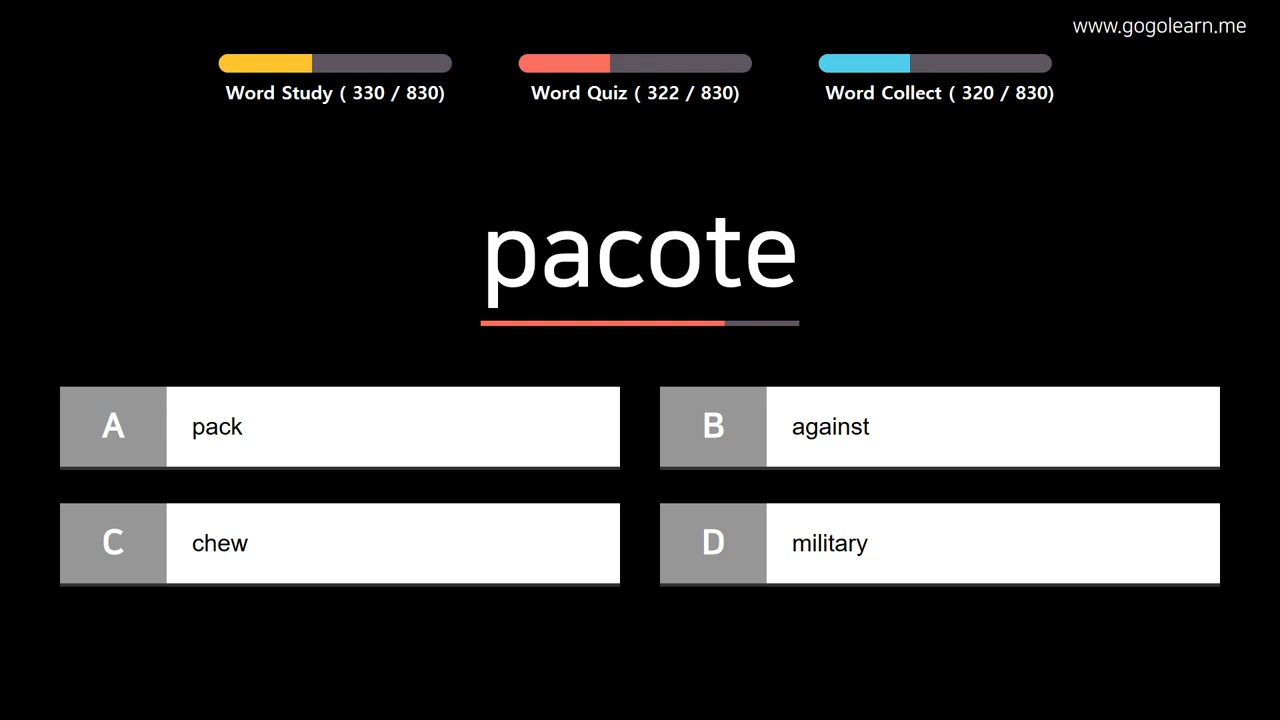 www.gogolearn.me
Word Study ( 330 / 830)
Word Quiz ( 322 / 830)
Word Collect ( 320 / 830)
pacote
A pack
B against
C chew
D military